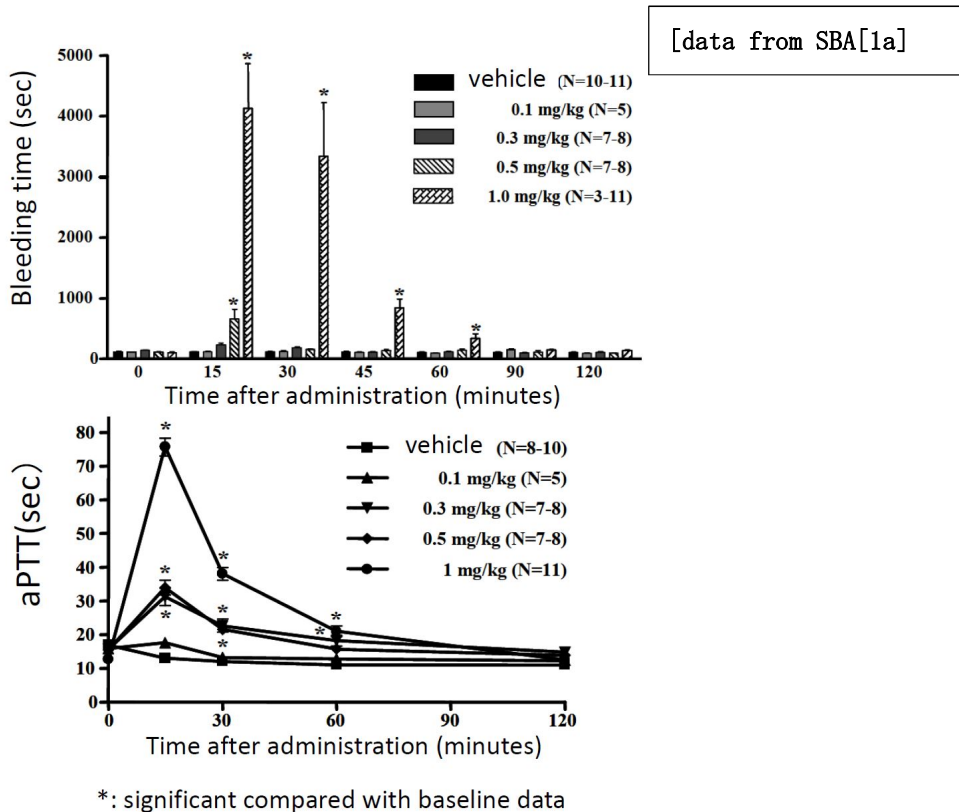 [data from SBA[1a]
Bleeding time (sec)
5000
4000
3000
2000
1000
0
vehicle (N=10-11)
0.1 mg/kg (N=5)
0.3 mg/kg (N=7-8)
0.5 mg/kg (N=7-8)
1.0 mg/kg (N=3-11)
* * * * *
0 15 30 45 60 90 120
Time after administration (minutes)
aPTT(sec)
80
70
60
50
40
30
20
10
0
vehicle (N=8-10)
0.1 mg/kg (N=5)
0.3 mg/kg (N=7-8)
0.5 mg/kg (N=7-8)
1 mg/kg (N=11)
* * * * * * * *
0 30 60 90 120
Time after administration (minutes)
*: significant compared with baseline data